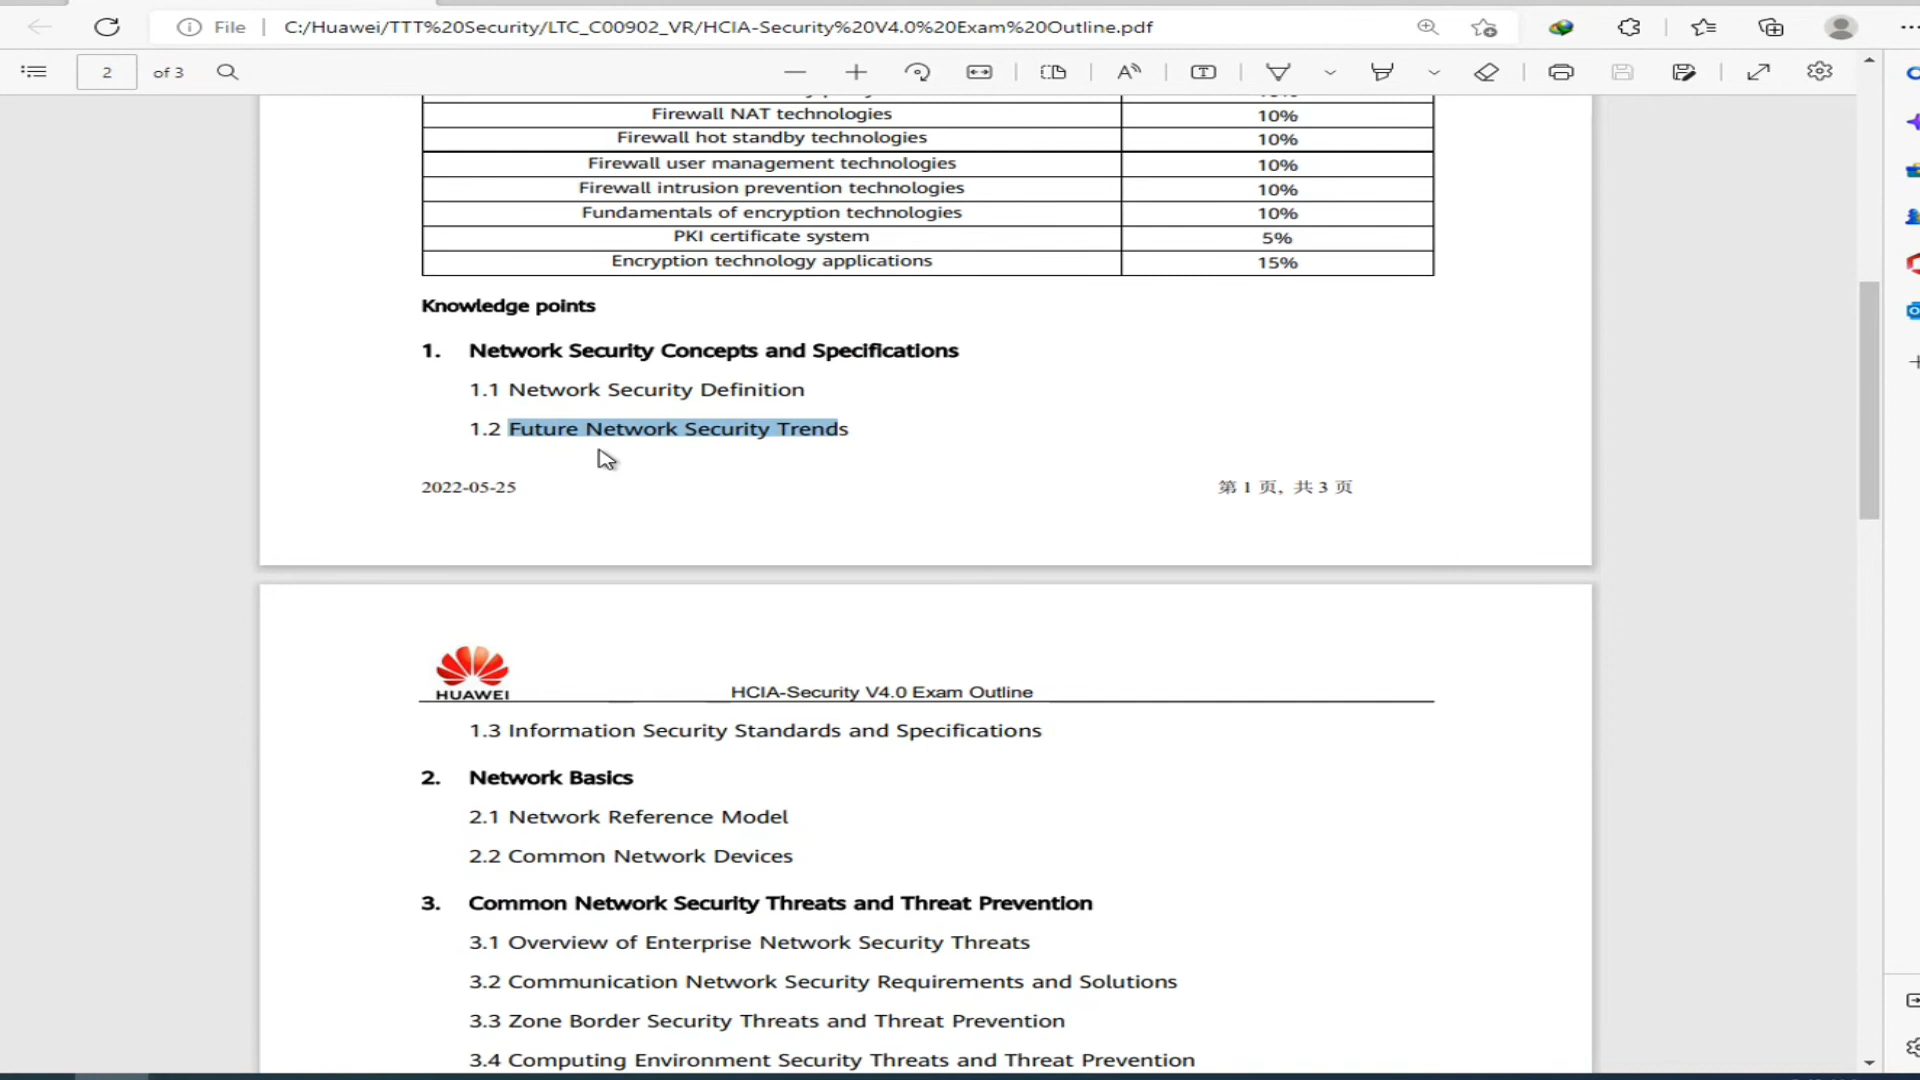 File
C:/Huawei/TTT%20Security/LTC_C00902_VR/HCIA-Security%20V4.0%20Exam%20Outline.pdf
2 of 3
Firewall NAT technologies 10%
Firewall hot standby technologies 10%
Firewall user management technologies 10%
Firewall intrusion prevention technologies 10%
Fundamentals of encryption technologies 10%
PKI certificate system 5%
Encryption technology applications 15%
Knowledge points
1. Network Security Concepts and Specifications
1.1 Network Security Definition
1.2 Future Network Security Trends
2022-05-25 第 1 页, 共 3 页
HUAWEI
HCIA-Security V4.0 Exam Outline
1.3 Information Security Standards and Specifications
2. Network Basics
2.1 Network Reference Model
2.2 Common Network Devices
3. Common Network Security Threats and Threat Prevention
3.1 Overview of Enterprise Network Security Threats
3.2 Communication Network Security Requirements and Solutions
3.3 Zone Border Security Threats and Threat Prevention
3.4 Computing Environment Security Threats and Threat Prevention